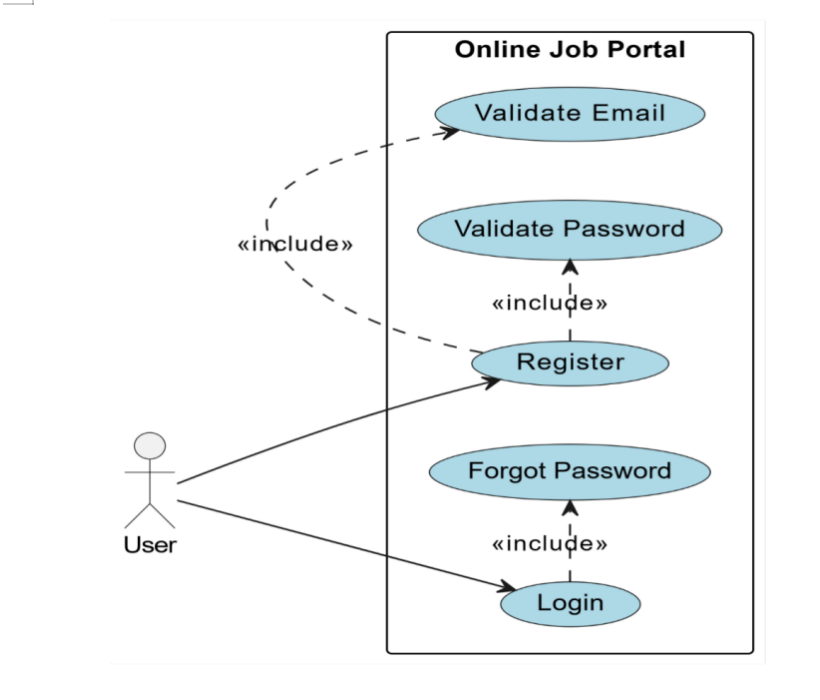 Online Job Portal
Validate Email
Validate Password
«include»
«include»
Register
Forgot Password
«include»
User
Login